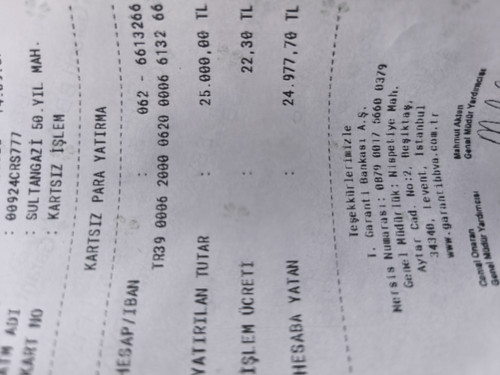 : 00924CRS777
ATM ADI : SULTANGAZİ 50.YIL MAH.
KART NO : KARTSIZ İŞLEM
KARTSIZ PARA YATIRMA
HESAP/IBAN : 062 - 6613266
TR39 0006 2000 0620 0006 6132 66
YATIRILAN TUTAR : 25.000,00 TL
İŞLEM ÜCRETİ : 22,30 TL
HESABA YATAN : 24.977,70 TL
Teşekkürlerimizle
T. Garanti Bankası A.Ş.
Mersis Numarası: 0879 0017 5660 0379
Genel Müdürlük: Nispetiye Mah.
Aytar Cad. No:2, Beşiktaş,
34340, Levent, İstanbul
www.garantibbva.com.tr
Cemal Onaran
Genel Müdür Yardımcısı
Mahmut Akten
Genel Müdür Yardımcısı